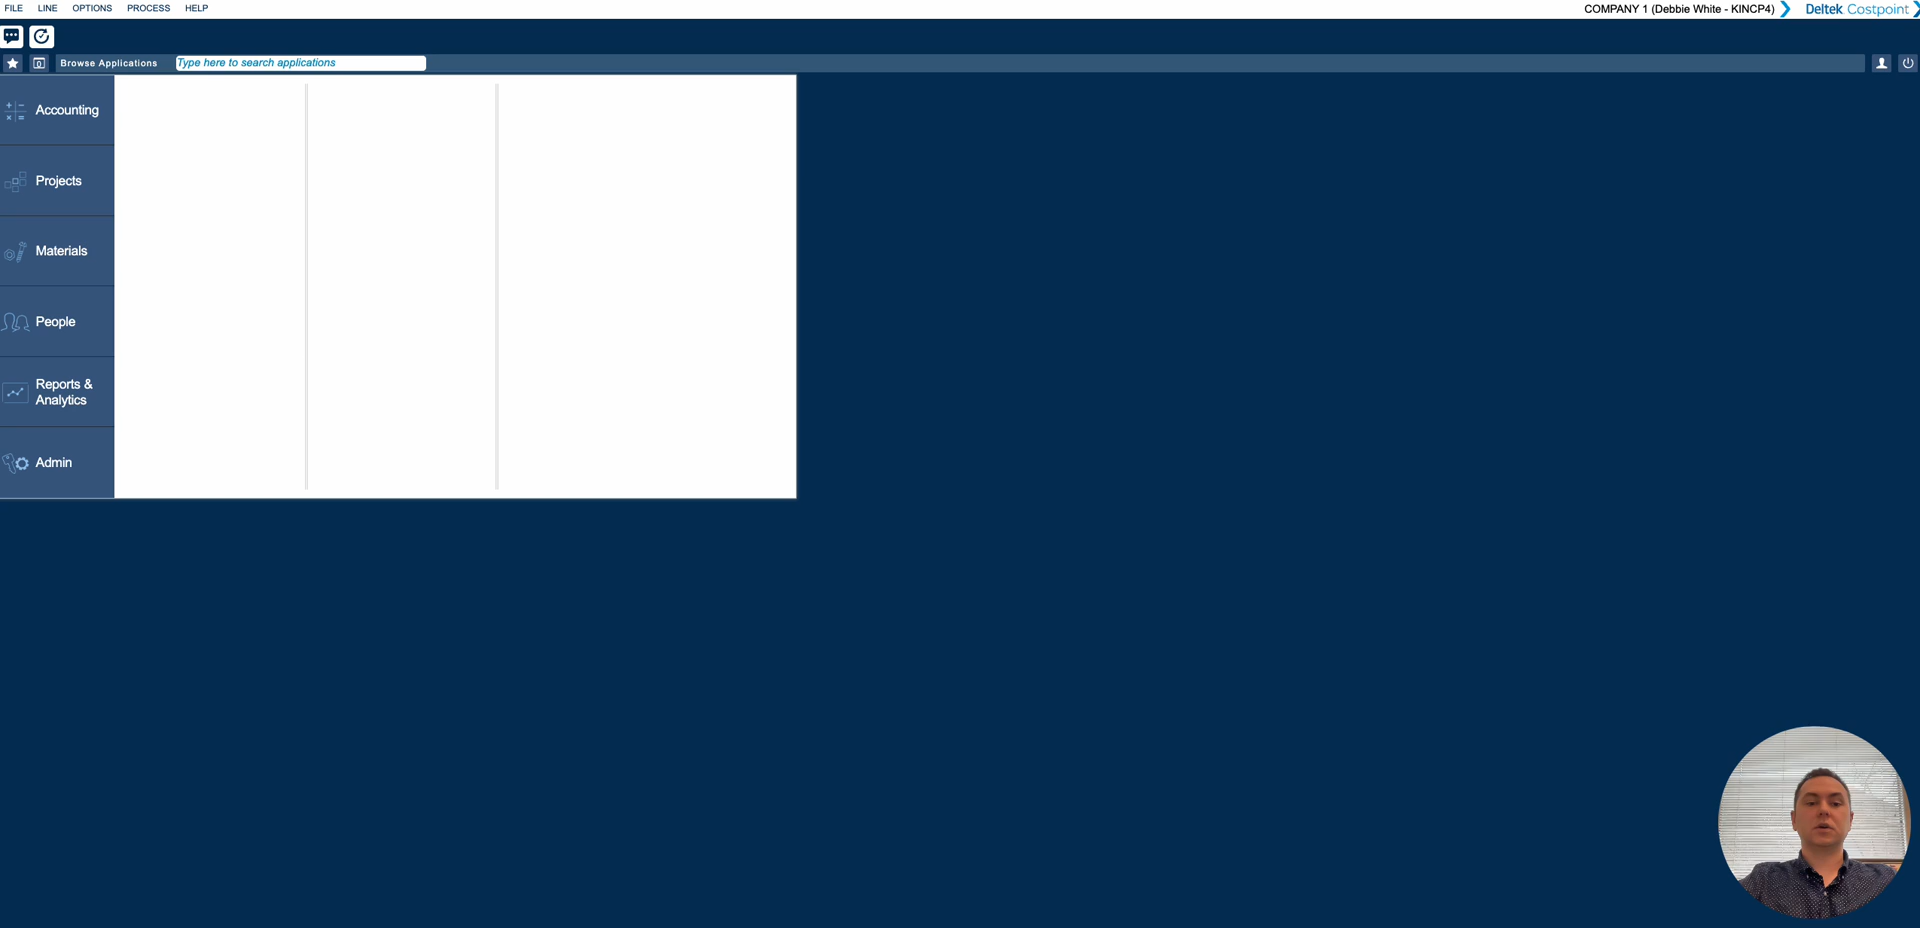 FILE LINE OPTIONS PROCESS HELP
COMPANY 1 (Debbie White - KINCP4)
Deltek Costpoint
Browse Applications
Type here to search applications
Accounting
Projects
Materials
People
Reports &
Analytics
Admin